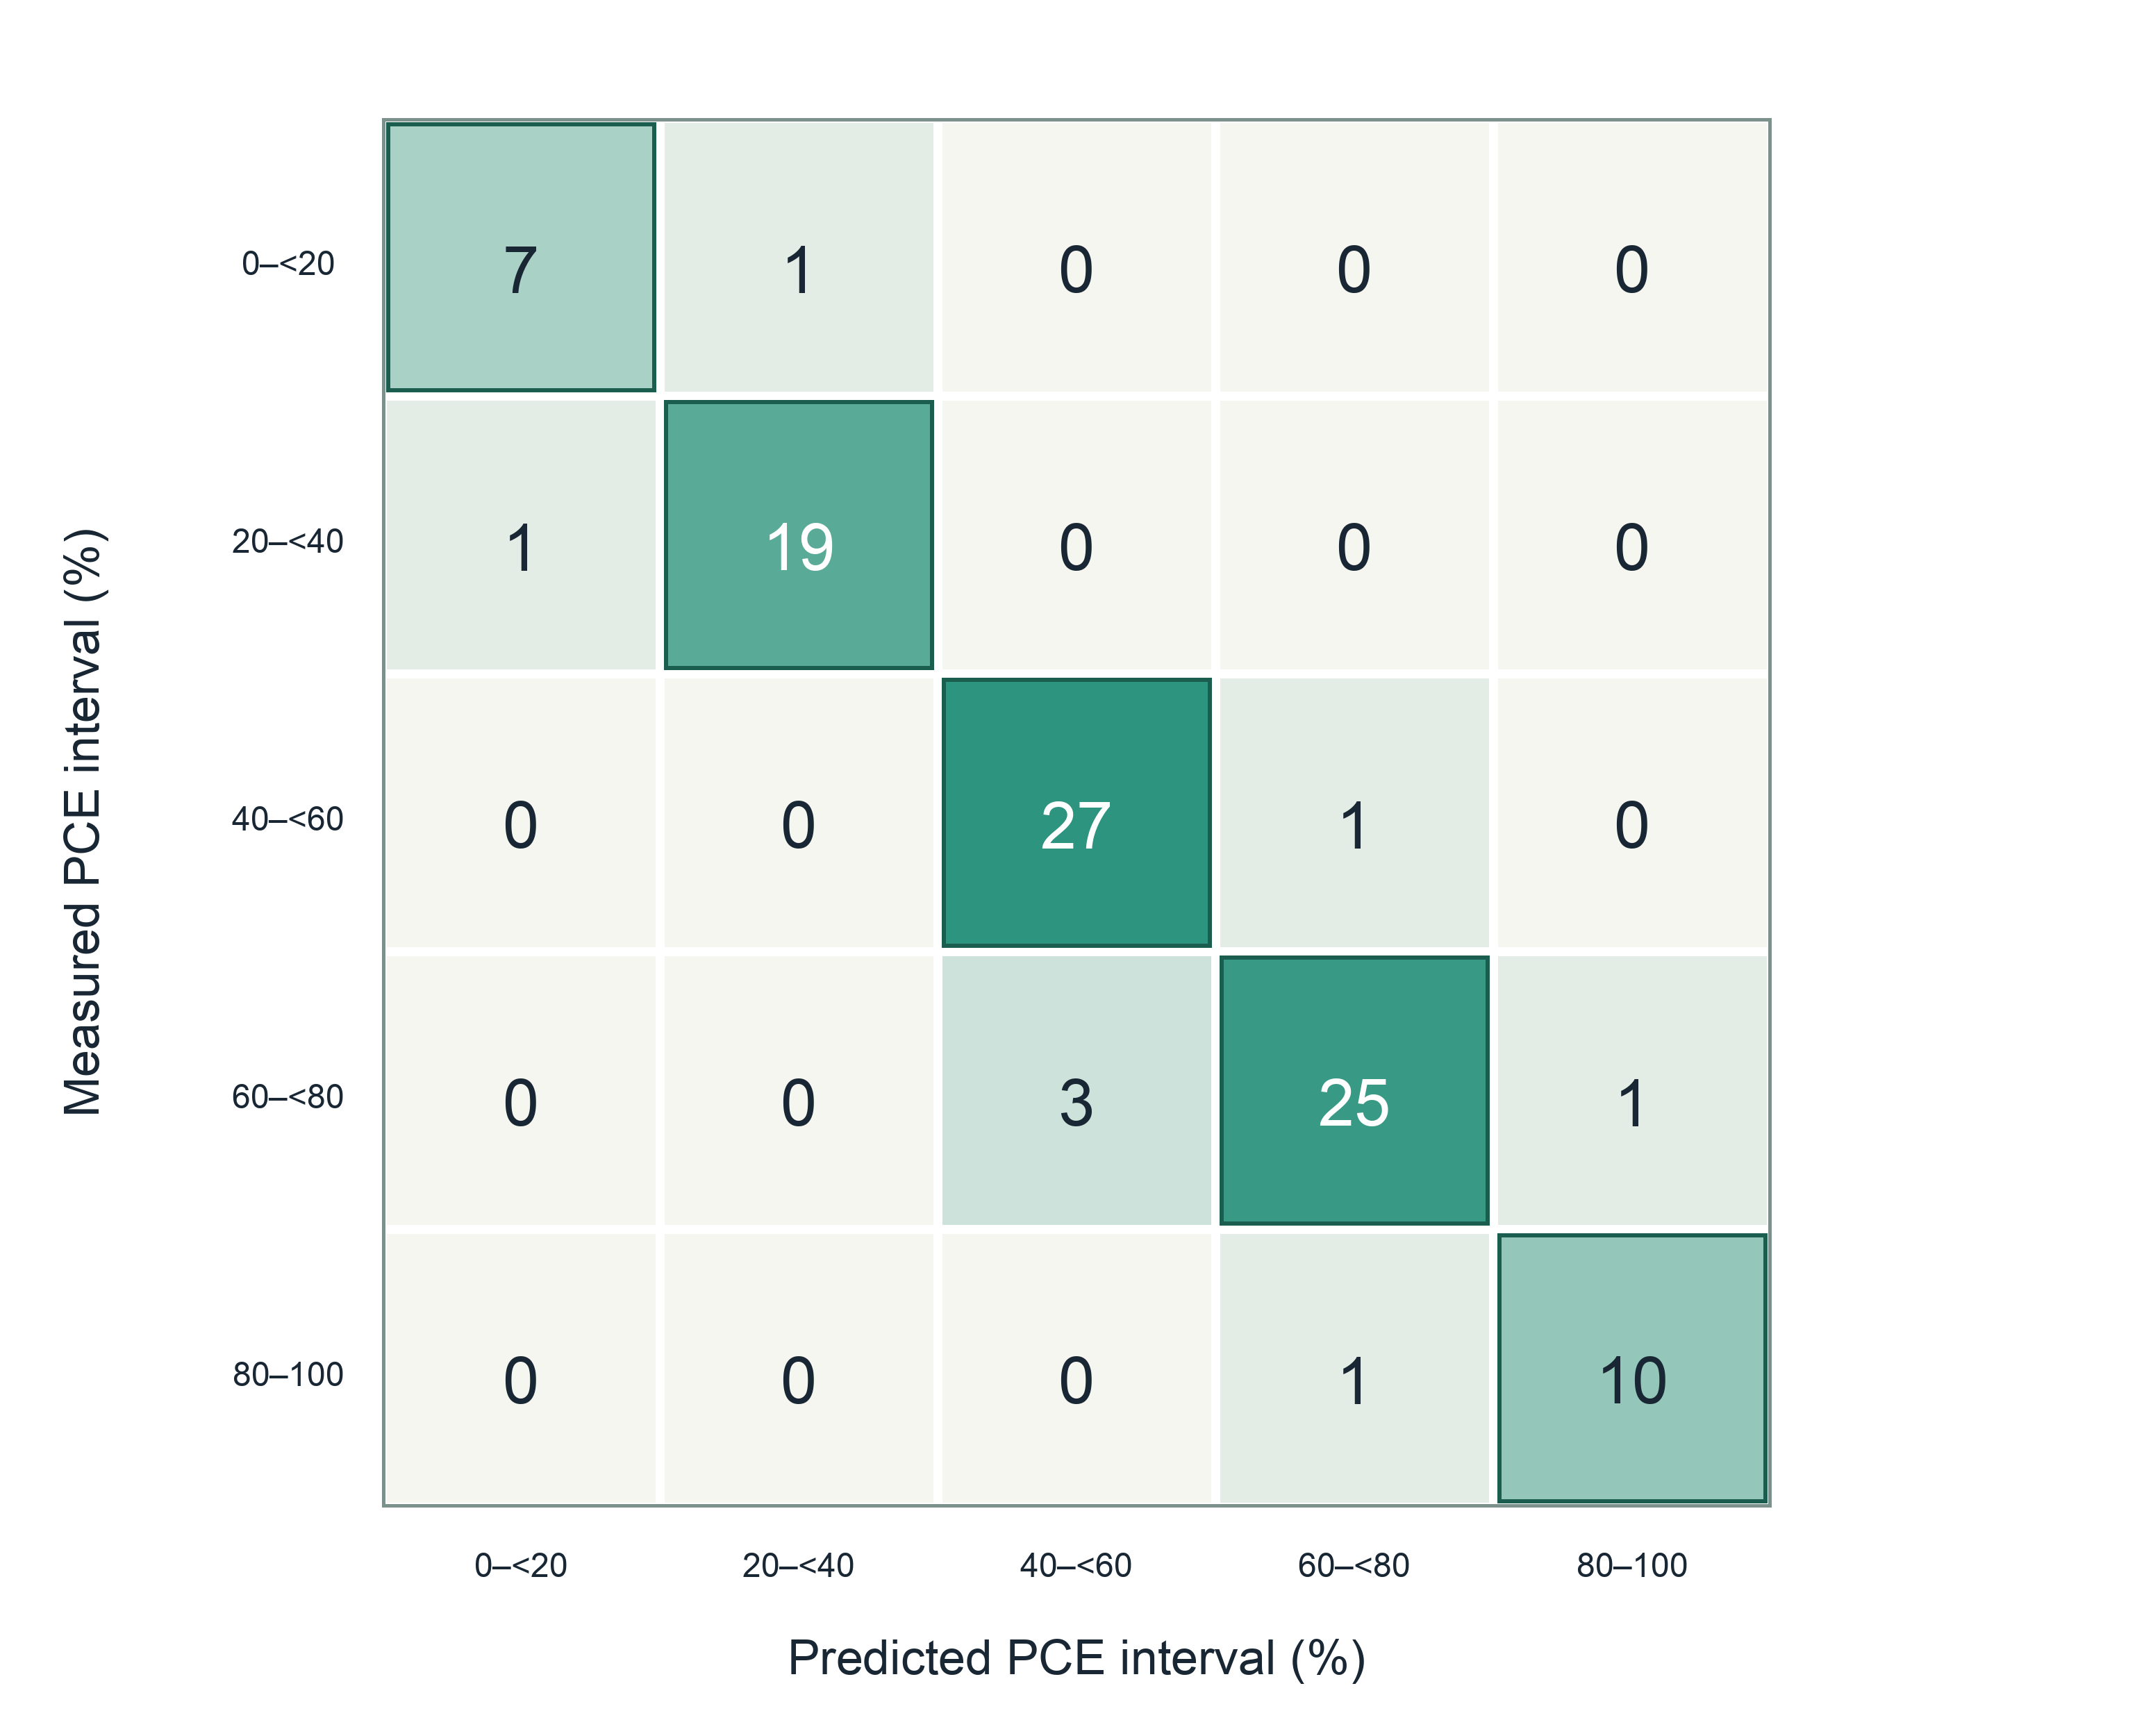 0–<20 7 1 0 0 0
20–<40 1 19 0 0 0
40–<60 0 0 27 1 0
60–<80 0 0 3 25 1
80–100 0 0 0 1 10
Measured PCE interval (%)
0–<20 20–<40 40–<60 60–<80 80–100
Predicted PCE interval (%)